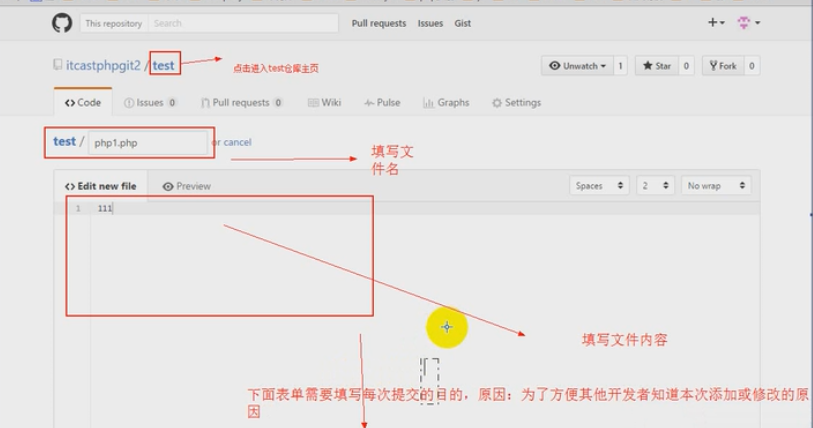 This repository Search Pull requests Issues Gist
itcastphpgit2 / test 点击进入test仓库主页 Unwatch 1 Star 0 Fork 0
Code Issues 0 Pull requests 0 Wiki Pulse Graphs Settings
test / php1.php or cancel
填写文
件名
Edit new file Preview Spaces 2 No wrap
1 111
填写文件内容
下面表单需要填写每次提交的目的，原因：为了方便其他开发者知道本次添加或修改的原
因